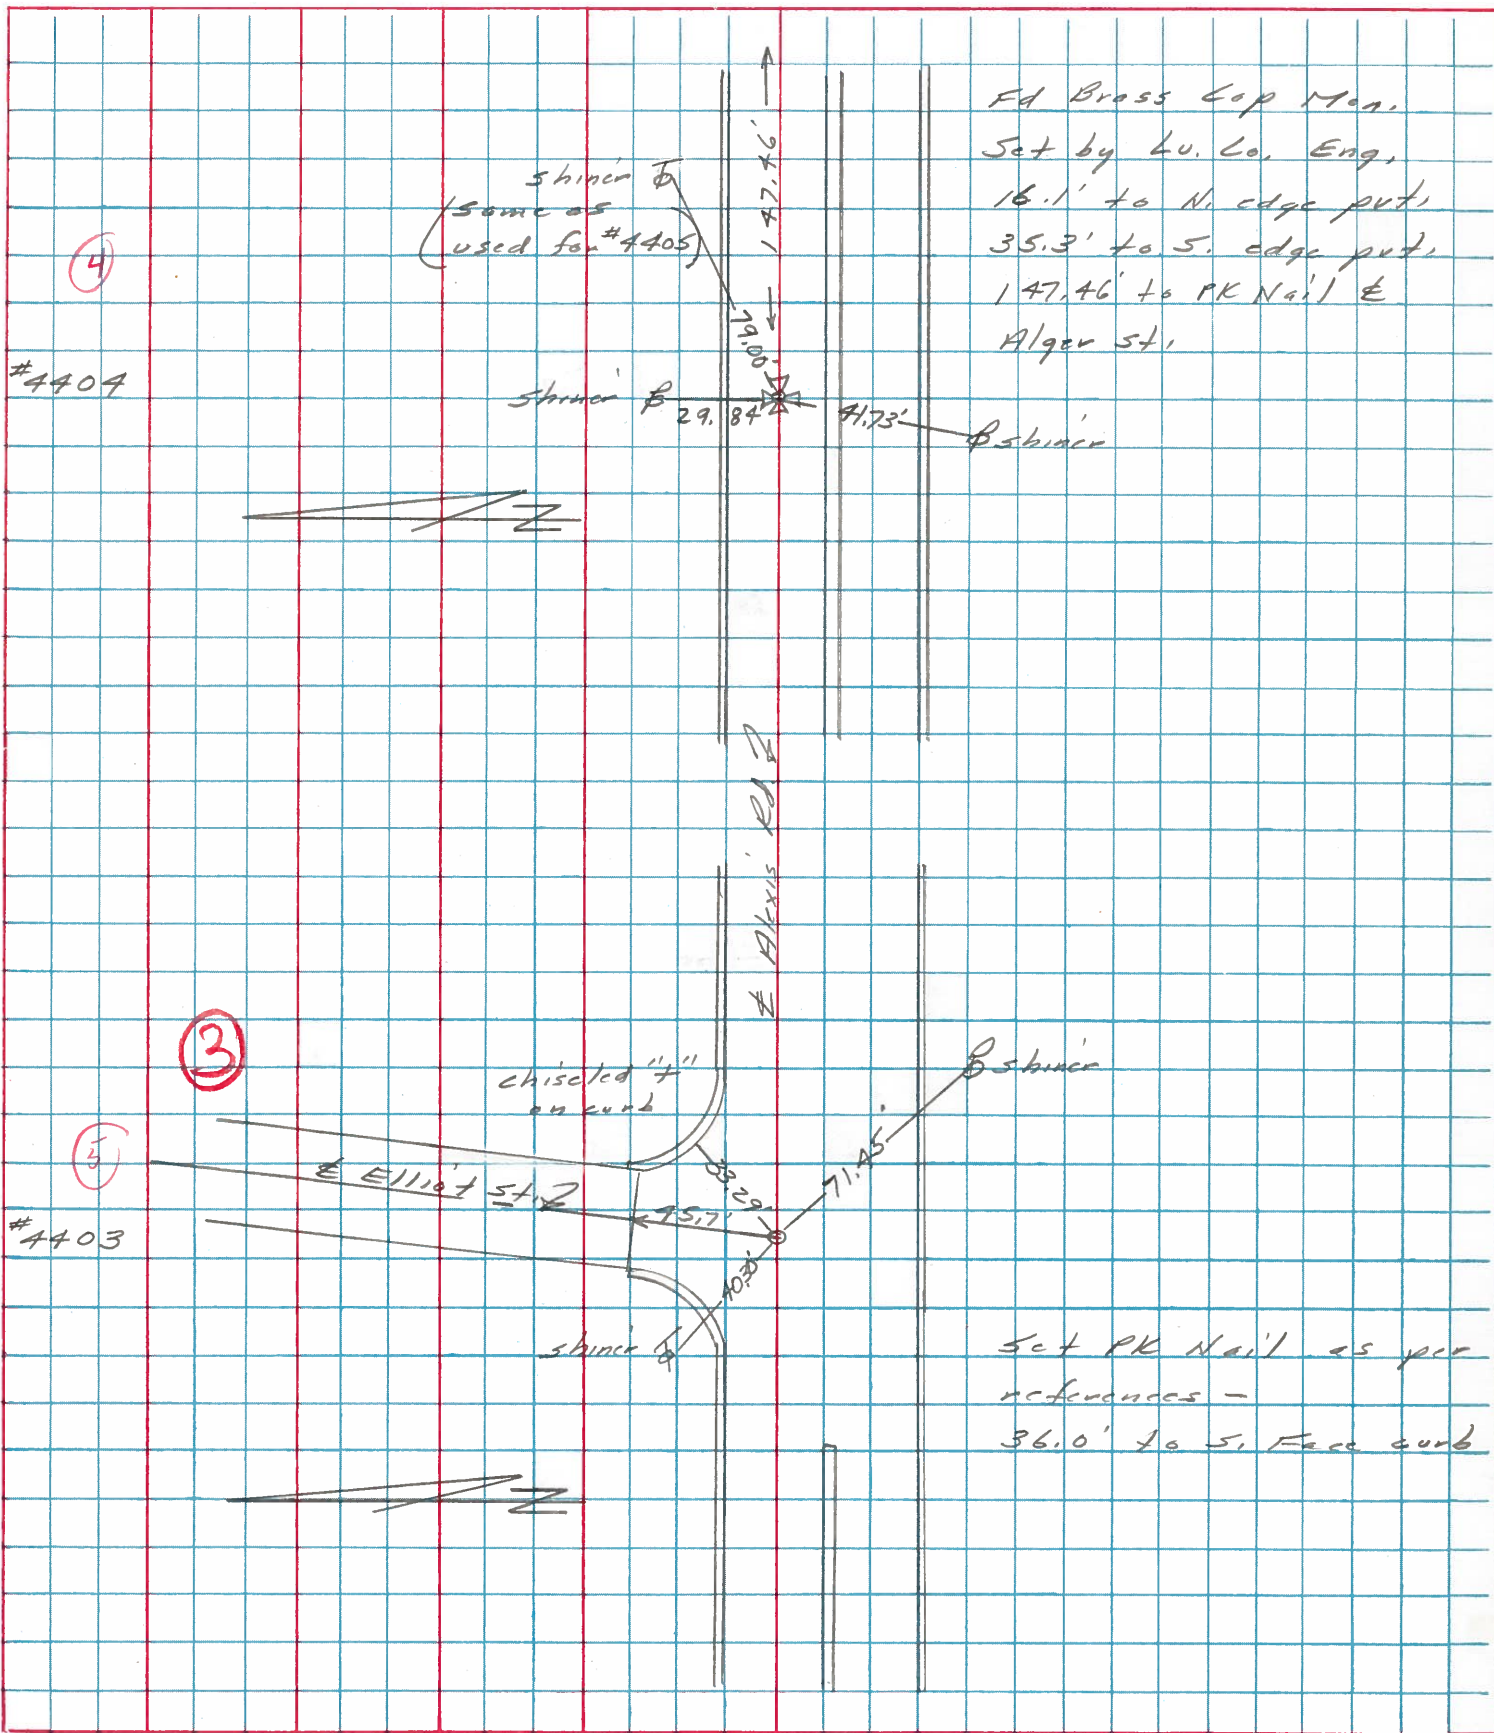 Fd Brass Cap Mon.
Set by Lu. Co. Eng.
16.1' to N. edge pvt.
35.3' to S. edge pvt.
147.46' to PK Nail ℄
Alger St.
147.46'
shiner
(same as
used for #4405)
4
#4404
79.00'
shiner
29.84'
41.73'
shiner
N
℄ Alexis Rd.
3
chiseled "+"
on curb
shiner
5
℄ Elliot St.
33.29'
71.45'
45.7'
#4403
40.30'
shiner
Set PK Nail as per
references -
36.0' to S. Face curb
N